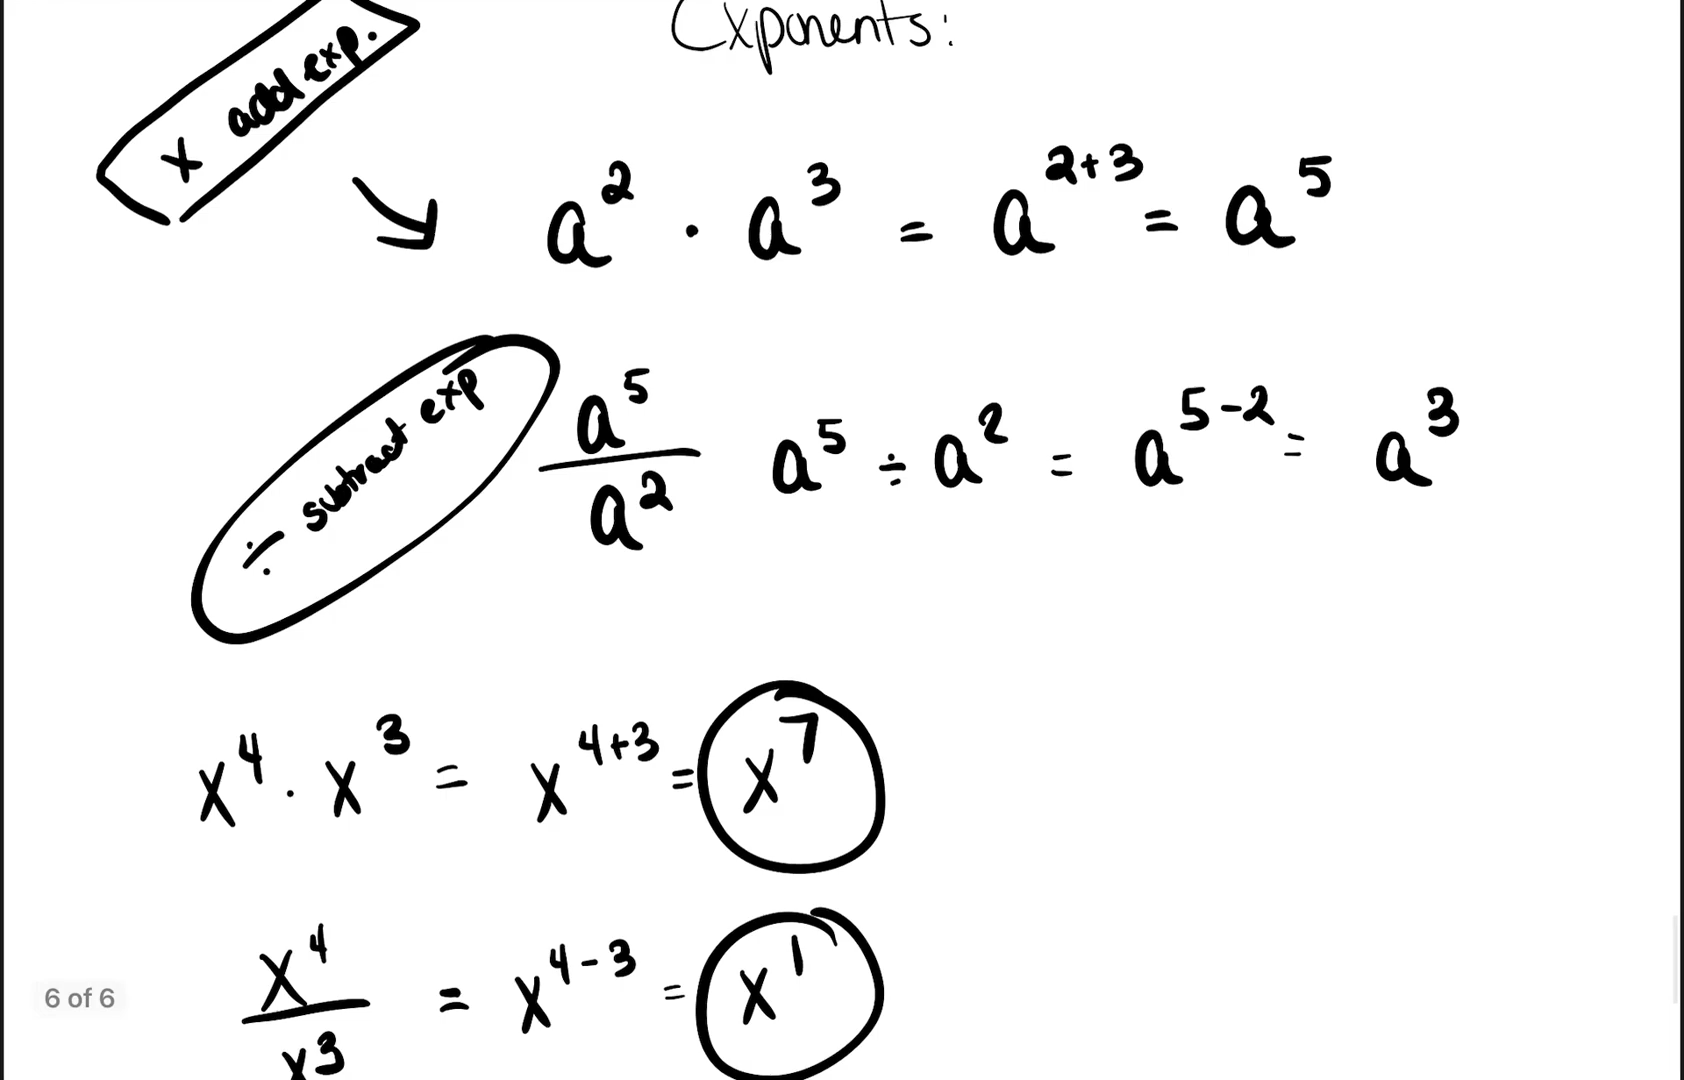 Exponents:
x add exp.
a² · a³ = a²⁺³ = a⁵
÷ subtract exp
a⁵/a² a⁵ ÷ a² = a⁵⁻² = a³
x⁴ · x³ = x⁴⁺³ = x⁷
x⁴/x³ = x⁴⁻³ = x¹
6 of 6